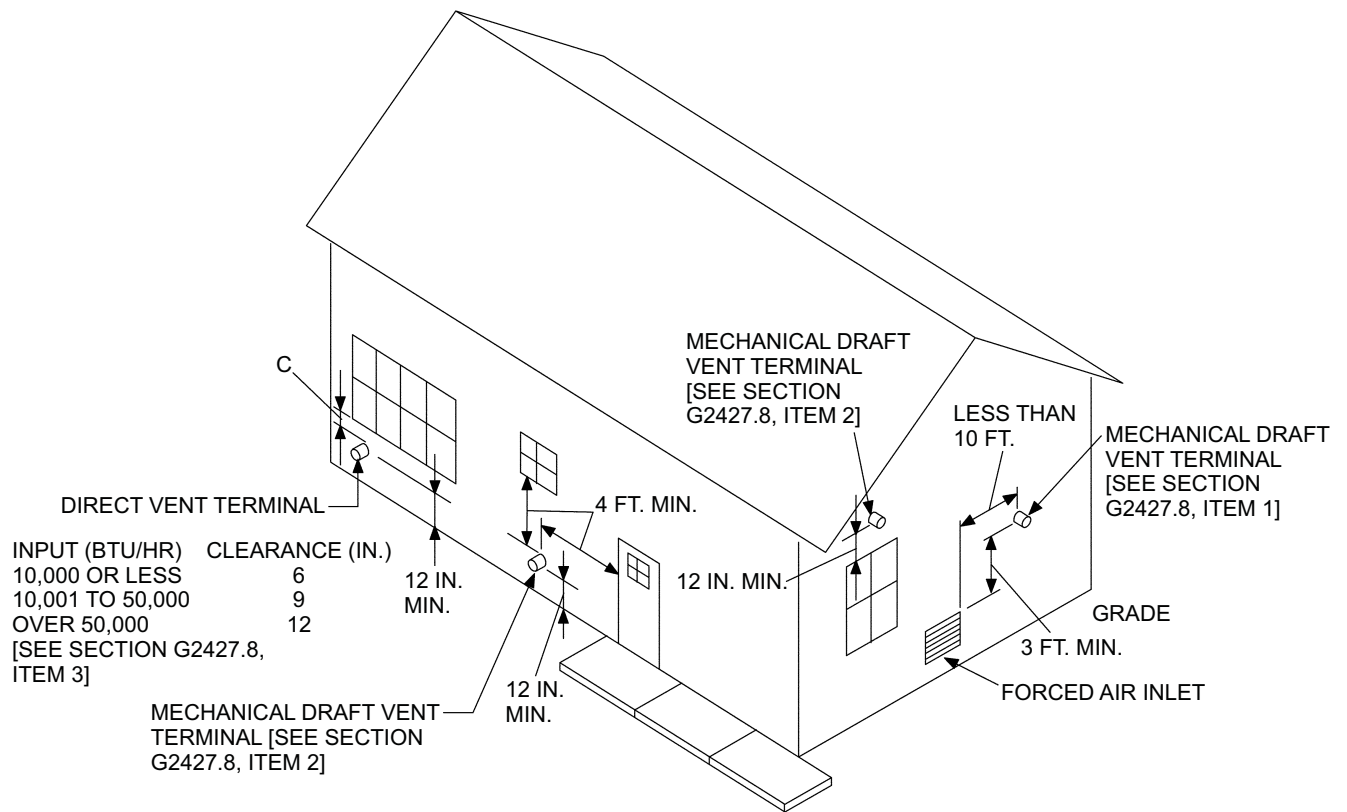 MECHANICAL DRAFT
VENT TERMINAL
[SEE SECTION
G2427.8, ITEM 2]
LESS THAN
10 FT.
MECHANICAL DRAFT
VENT TERMINAL
[SEE SECTION
G2427.8, ITEM 1]
C
DIRECT VENT TERMINAL
4 FT. MIN.
INPUT (BTU/HR) CLEARANCE (IN.)
10,000 OR LESS 6
10,001 TO 50,000 9
OVER 50,000 12
[SEE SECTION G2427.8,
ITEM 3]
12 IN.
MIN.
12 IN. MIN.
GRADE
3 FT. MIN.
FORCED AIR INLET
12 IN.
MIN.
MECHANICAL DRAFT VENT
TERMINAL [SEE SECTION
G2427.8, ITEM 2]